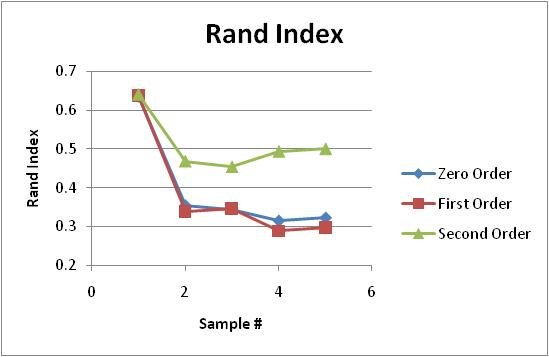 Rand Index
0.7
0.6
0.5
0.4
0.3
0.2
Rand Index
0 2 4 6
Sample #
Zero Order
First Order
Second Order